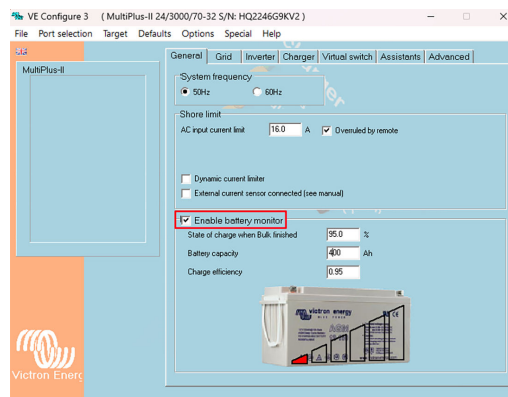 VE Configure 3 ( MultiPlus-II 24/3000/70-32 S/N: HQ2246G9KV2 )
File Port selection Target Defaults Options Special Help
General Grid Inverter Charger Virtual switch Assistants Advanced
MultiPlus-II
System frequency
50Hz 60Hz
Shore limit
AC input current limit 16.0 A Overruled by remote
Dynamic current limiter
External current sensor connected (see manual)
Enable battery monitor
State of charge when Bulk finished 95.0 %
Battery capacity 400 Ah
Charge efficiency 0.95
victron energy
BLUE POWER
Victron Energ